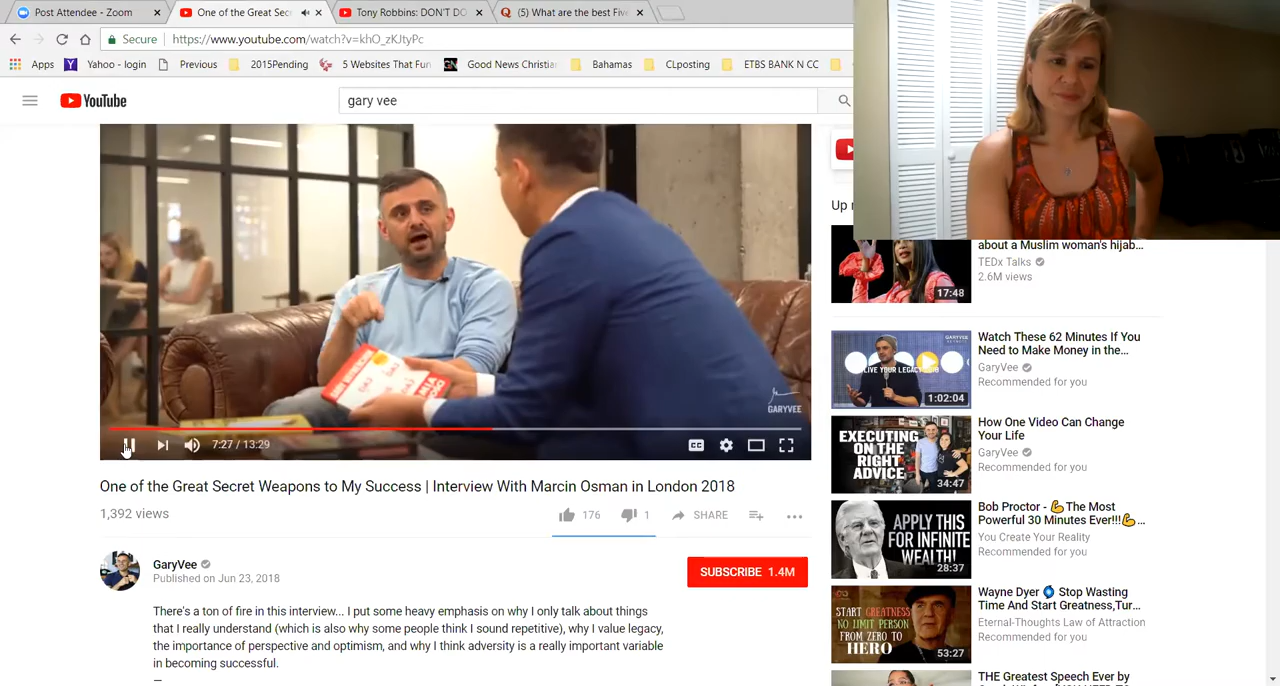 Post Attendee - Zoom
One of the Great Sec
Tony Robbins: DON'T DO
(5) What are the best Fiv
Secure
https://www.youtube.com/watch?v=khO_zKJtyPc
Apps
Yahoo - login
Previous
5 Websites That Fun
Good News Christian
Bahamas
CLposting
ETBS BANK N CC
YouTube
gary vee
GARYVEE
7:27 / 13:29
CC
One of the Great Secret Weapons to My Success | Interview With Marcin Osman in London 2018
1,392 views
176
1
SHARE
GaryVee
Published on Jun 23, 2018
SUBSCRIBE 1.4M
There's a ton of fire in this interview... I put some heavy emphasis on why I only talk about things
that I really understand (which is also why some people think I sound repetitive), why I value legacy,
the importance of perspective and optimism, and why I think adversity is a really important variable
in becoming successful.
Up
about a Muslim woman's hijab...
TEDx Talks
2.6M views
17:48
Watch These 62 Minutes If You
Need to Make Money in the...
GaryVee
Recommended for you
LIVE YOUR LEGACY
1:02:04
How One Video Can Change
Your Life
GaryVee
Recommended for you
EXECUTING
ON THE
RIGHT
ADVICE
34:47
Bob Proctor - 💪The Most
Powerful 30 Minutes Ever!!!💪...
You Create Your Reality
Recommended for you
APPLY THIS
FOR INFINITE
WEALTH!
28:37
Wayne Dyer 🌀 Stop Wasting
Time And Start Greatness,Tur...
Eternal-Thoughts Law of Attraction
Recommended for you
START GREATNESS
NO LIMIT PERSON
FROM ZERO TO
HERO
53:27
THE Greatest Speech Ever by